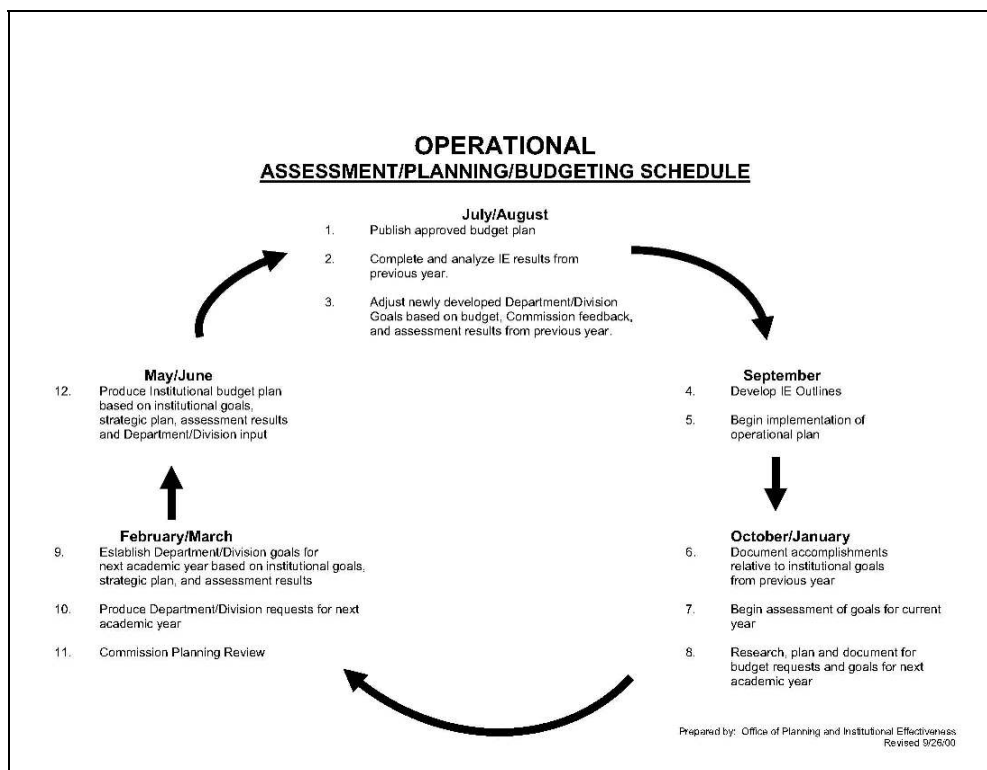 OPERATIONAL
ASSESSMENT/PLANNING/BUDGETING SCHEDULE
July/August
1. Publish approved budget plan
2. Complete and analyze IE results from
previous year.
3. Adjust newly developed Department/Division
Goals based on budget, Commission feedback,
and assessment results from previous year.
September
4. Develop IE Outlines
5. Begin implementation of
operational plan
October/January
6. Document accomplishments
relative to institutional goals
from previous year
7. Begin assessment of goals for current
year
8. Research, plan and document for
budget requests and goals for next
academic year
February/March
9. Establish Department/Division goals for
next academic year based on institutional goals,
strategic plan, and assessment results
10. Produce Department/Division requests for next
academic year
11. Commission Planning Review
May/June
12. Produce Institutional budget plan
based on institutional goals,
strategic plan, assessment results
and Department/Division input
Prepared by: Office of Planning and Institutional Effectiveness
Revised 9/26/00